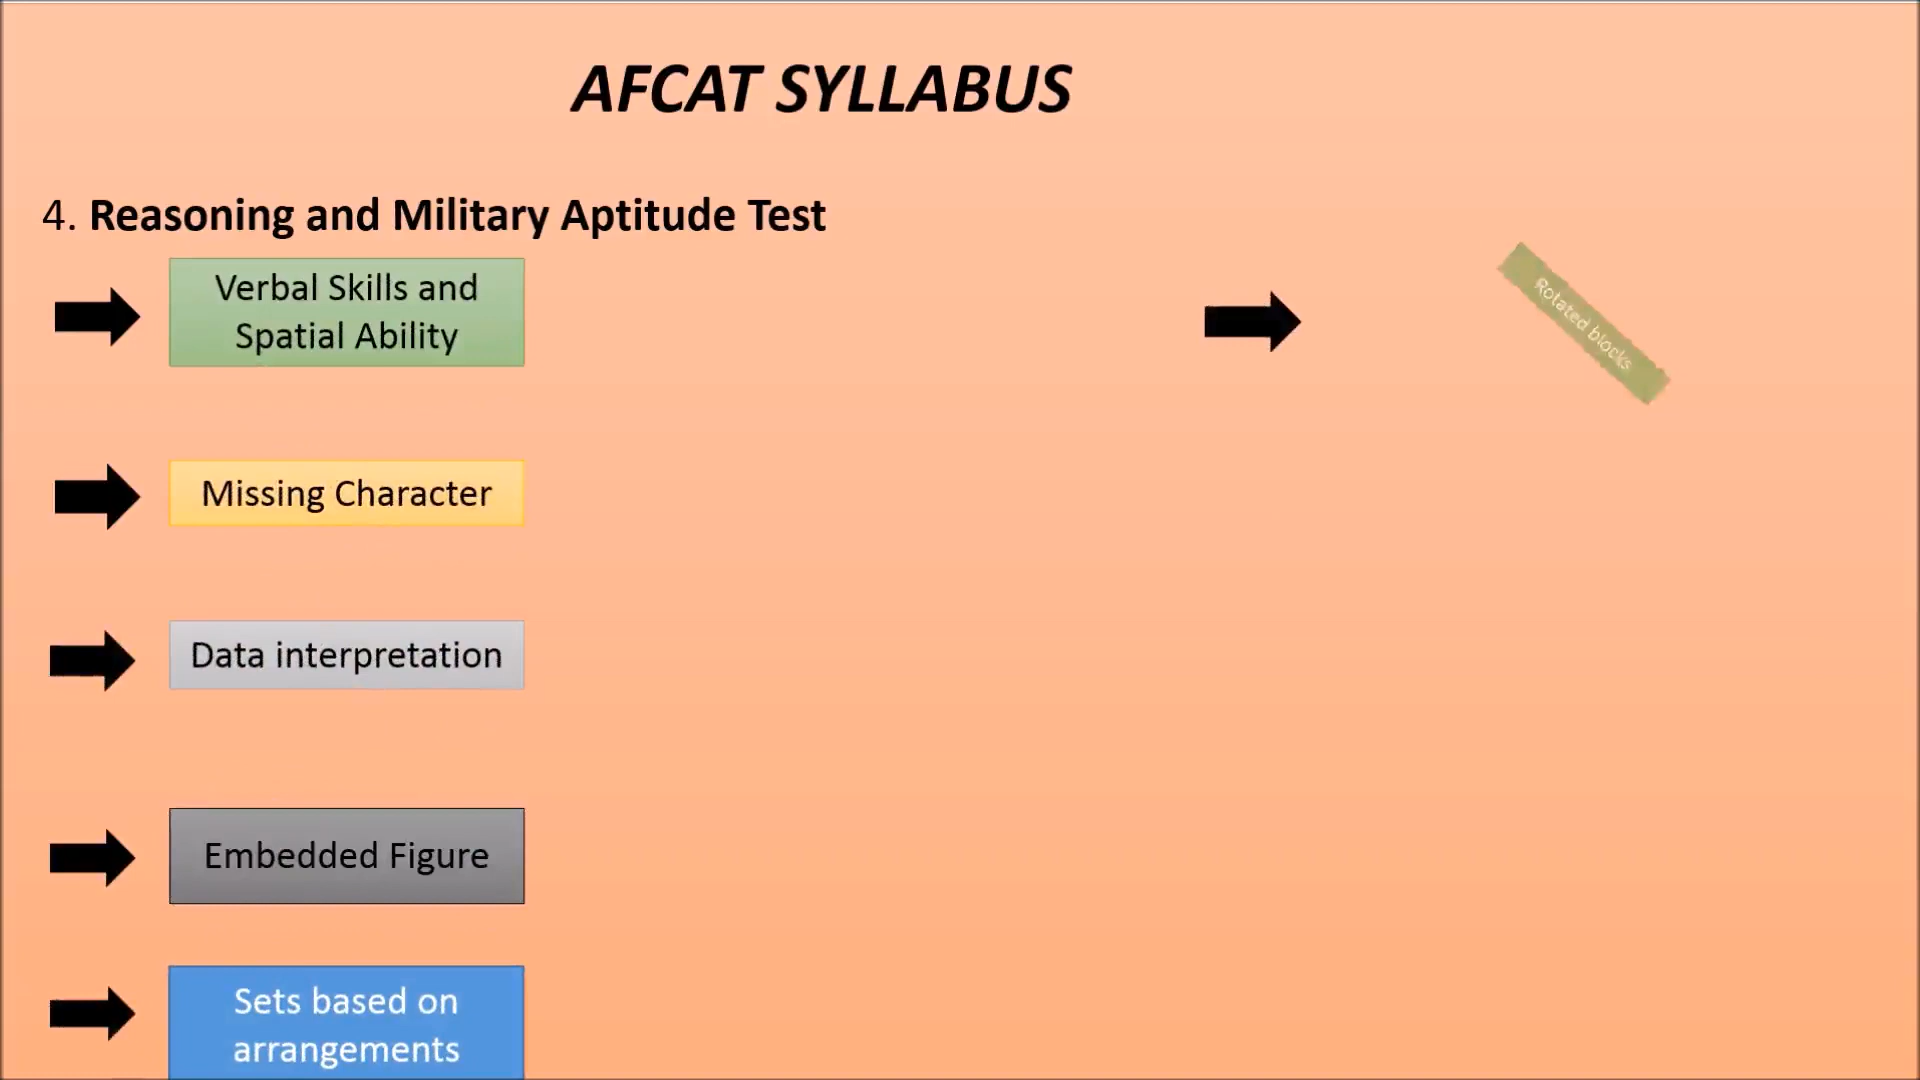 AFCAT SYLLABUS
4. Reasoning and Military Aptitude Test
Verbal Skills and
Spatial Ability
Rotated blocks
Missing Character
Data interpretation
Embedded Figure
Sets based on
arrangements